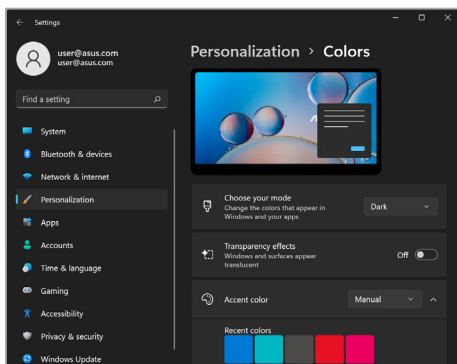 Settings
user@asus.com
user@asus.com
Find a setting
System
Bluetooth & devices
Network & internet
Personalization
Apps
Accounts
Time & language
Gaming
Accessibility
Privacy & security
Windows Update
Personalization > Colors
Choose your mode
Change the colors that appear in
Windows and your apps
Dark
Transparency effects
Windows and surfaces appear
translucent
Off
Accent color
Manual
Recent colors